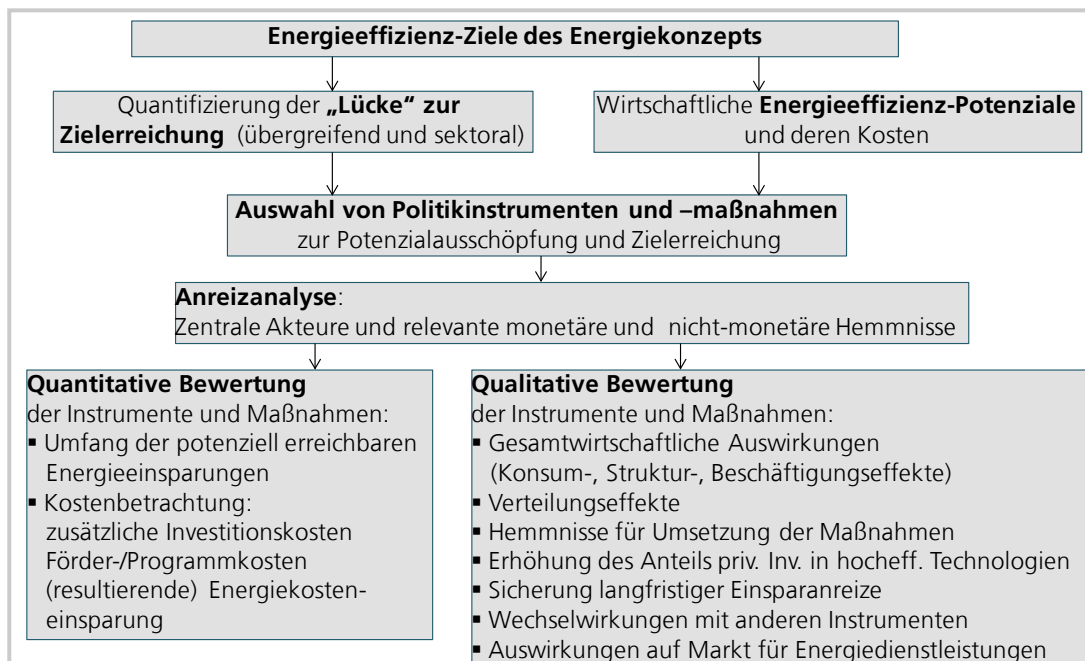 Energieeffizienz-Ziele des Energiekonzepts
Quantifizierung der „Lücke“ zur
Zielerreichung (übergreifend und sektoral)
Wirtschaftliche Energieeffizienz-Potenziale
und deren Kosten
Auswahl von Politikinstrumenten und –maßnahmen
zur Potenzialausschöpfung und Zielerreichung
Anreizanalyse:
Zentrale Akteure und relevante monetäre und nicht-monetäre Hemmnisse
Quantitative Bewertung
der Instrumente und Maßnahmen:
▪ Umfang der potenziell erreichbaren
Energieeinsparungen
▪ Kostenbetrachtung:
zusätzliche Investitionskosten
Förder-/Programmkosten
(resultierende) Energiekosten-
einsparung
Qualitative Bewertung
der Instrumente und Maßnahmen:
▪ Gesamtwirtschaftliche Auswirkungen
(Konsum-, Struktur-, Beschäftigungseffekte)
▪ Verteilungseffekte
▪ Hemmnisse für Umsetzung der Maßnahmen
▪ Erhöhung des Anteils priv. Inv. in hocheff. Technologien
▪ Sicherung langfristiger Einsparanreize
▪ Wechselwirkungen mit anderen Instrumenten
▪ Auswirkungen auf Markt für Energiedienstleistungen